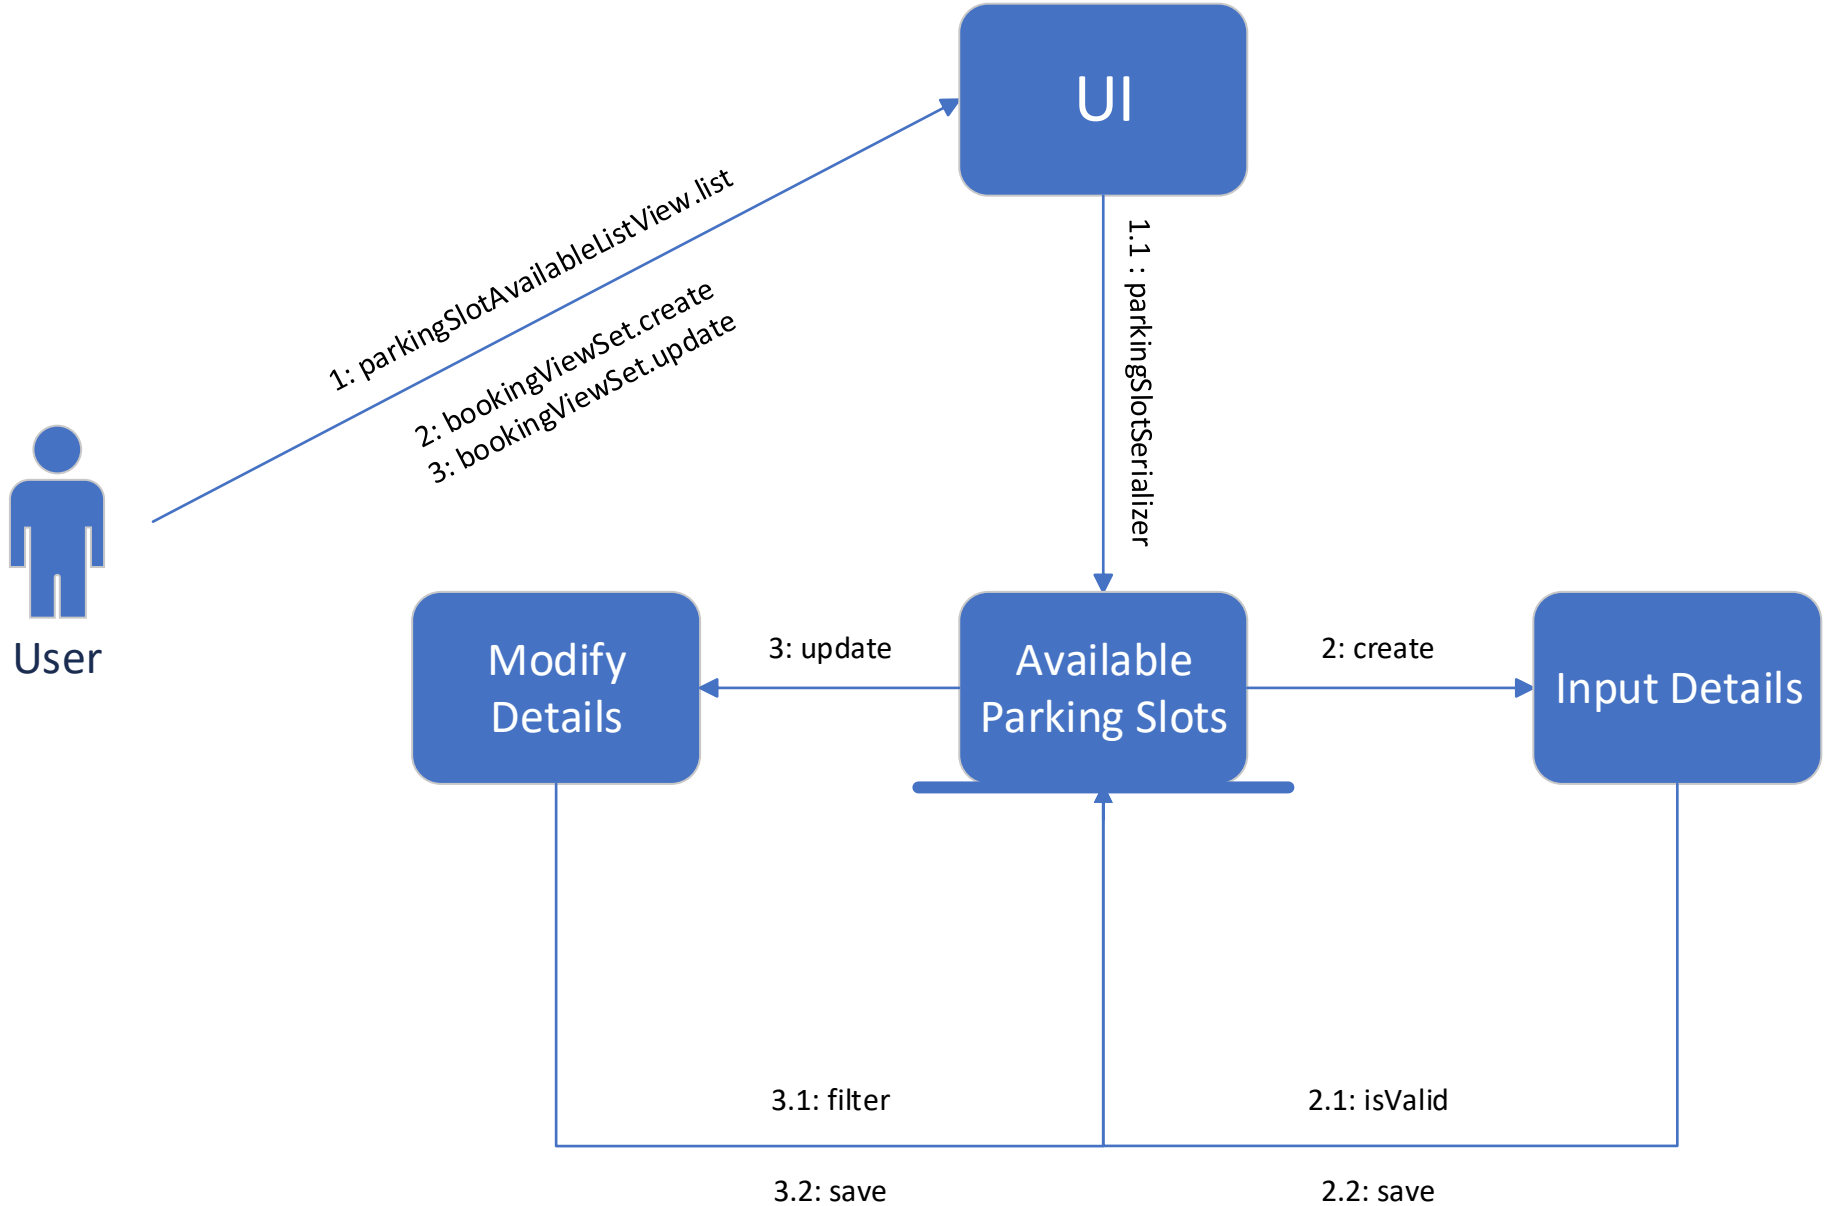 UI
1: parkingSlotAvailableListView.list
2: bookingViewSet.create
3: bookingViewSet.update
1.1 : parkingSlotSerializer
User
Modify
Details
3: update
Available
Parking Slots
2: create
Input Details
3.1: filter
2.1: isValid
3.2: save
2.2: save